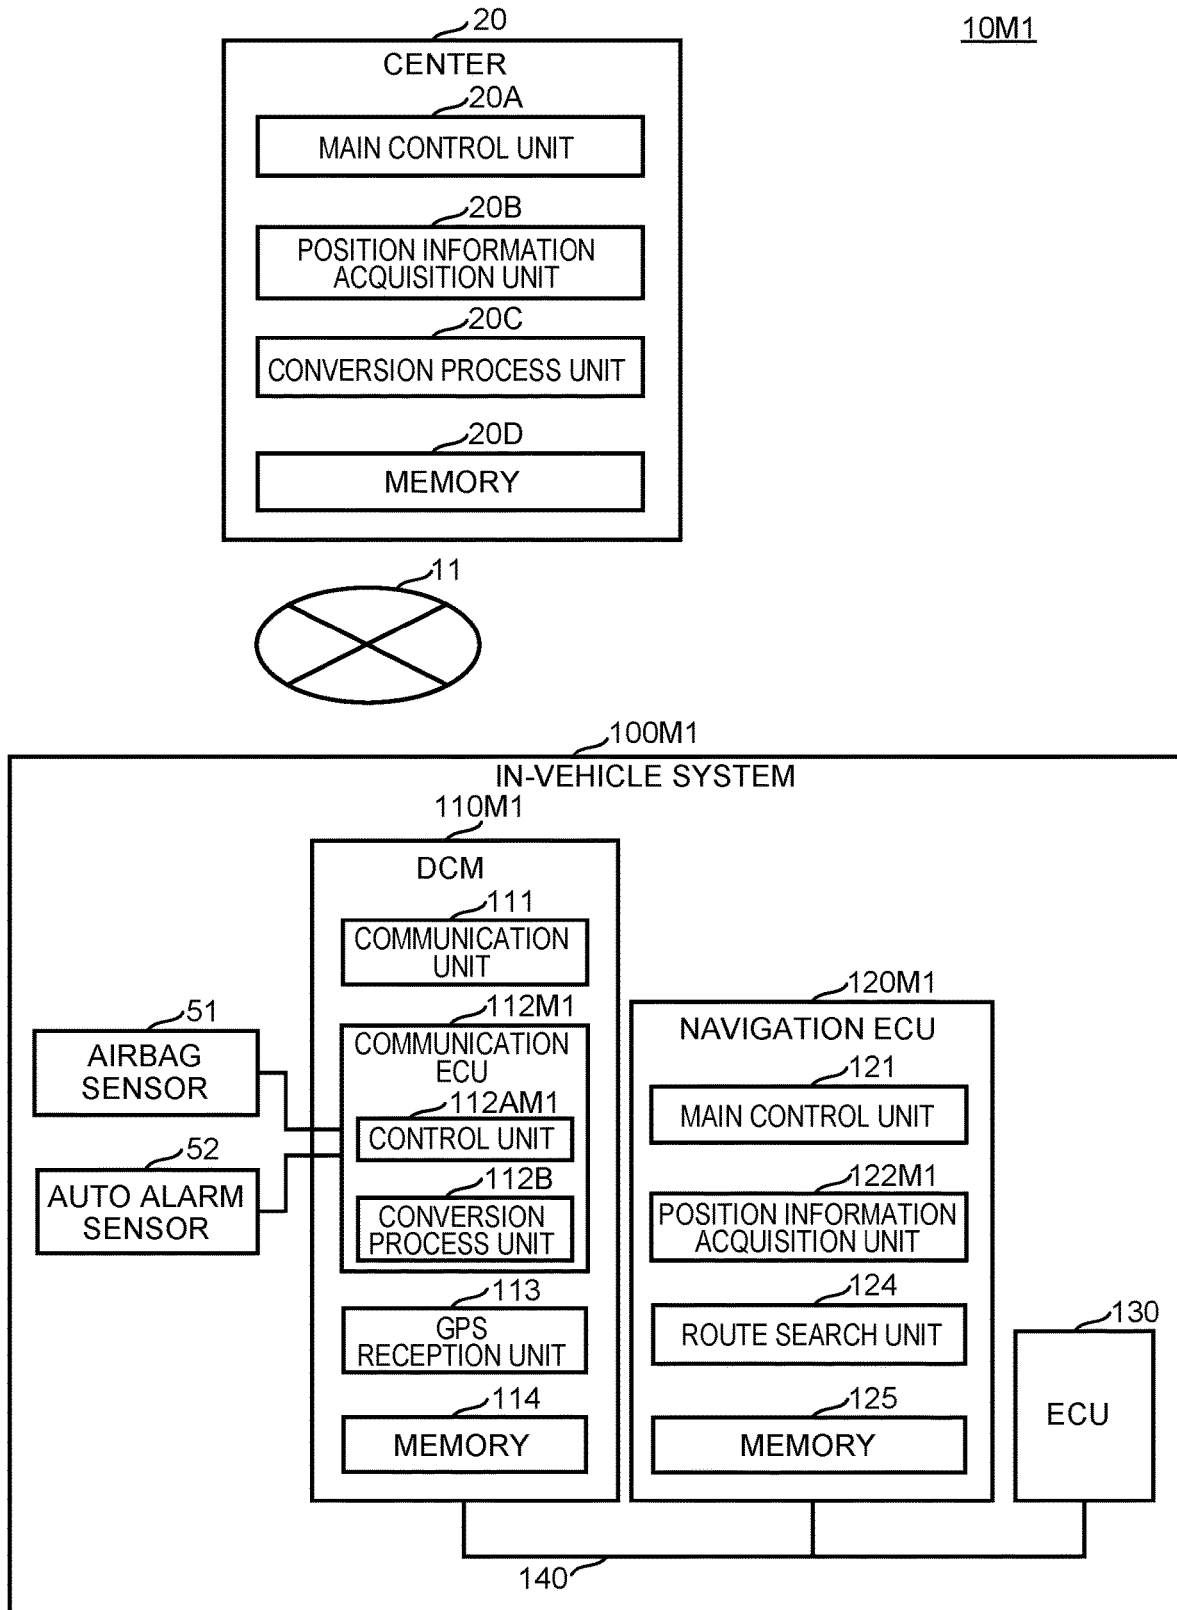 20
10M1
CENTER
20A
MAIN CONTROL UNIT
20B
POSITION INFORMATION
ACQUISITION UNIT
20C
CONVERSION PROCESS UNIT
20D
MEMORY
11
100M1
IN-VEHICLE SYSTEM
110M1
DCM
111
COMMUNICATION
UNIT
112M1
COMMUNICATION
ECU
112AM1
CONTROL UNIT
112B
CONVERSION
PROCESS UNIT
113
GPS
RECEPTION UNIT
114
MEMORY
51
AIRBAG
SENSOR
52
AUTO ALARM
SENSOR
120M1
NAVIGATION ECU
121
MAIN CONTROL UNIT
122M1
POSITION INFORMATION
ACQUISITION UNIT
124
ROUTE SEARCH UNIT
125
MEMORY
130
ECU
140